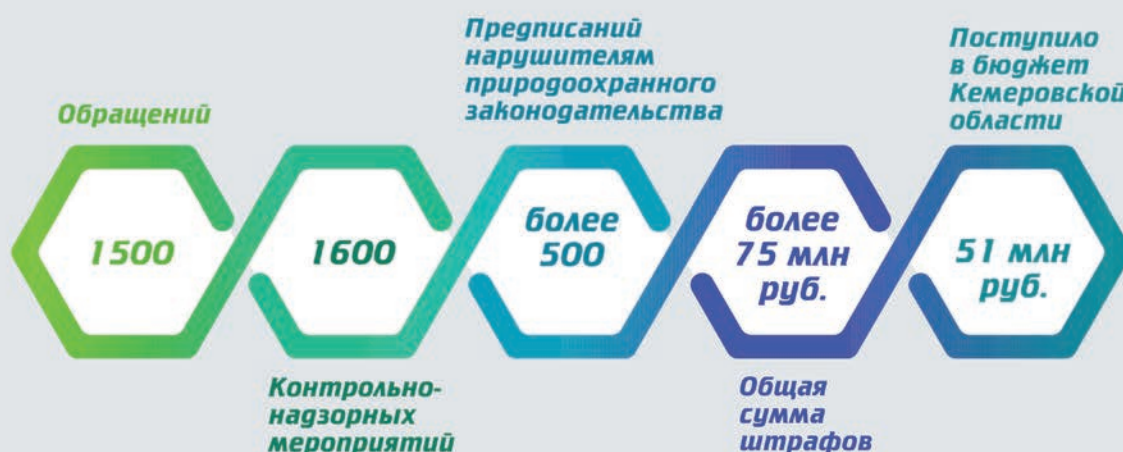 Обращений
1500
1600
Контрольно-
надзорных
мероприятий
Предписаний
нарушителям
природоохранного
законодательства
более
500
более
75 млн
руб.
Общая
сумма
штрафов
Поступило
в бюджет
Кемеровской
области
51 млн
руб.